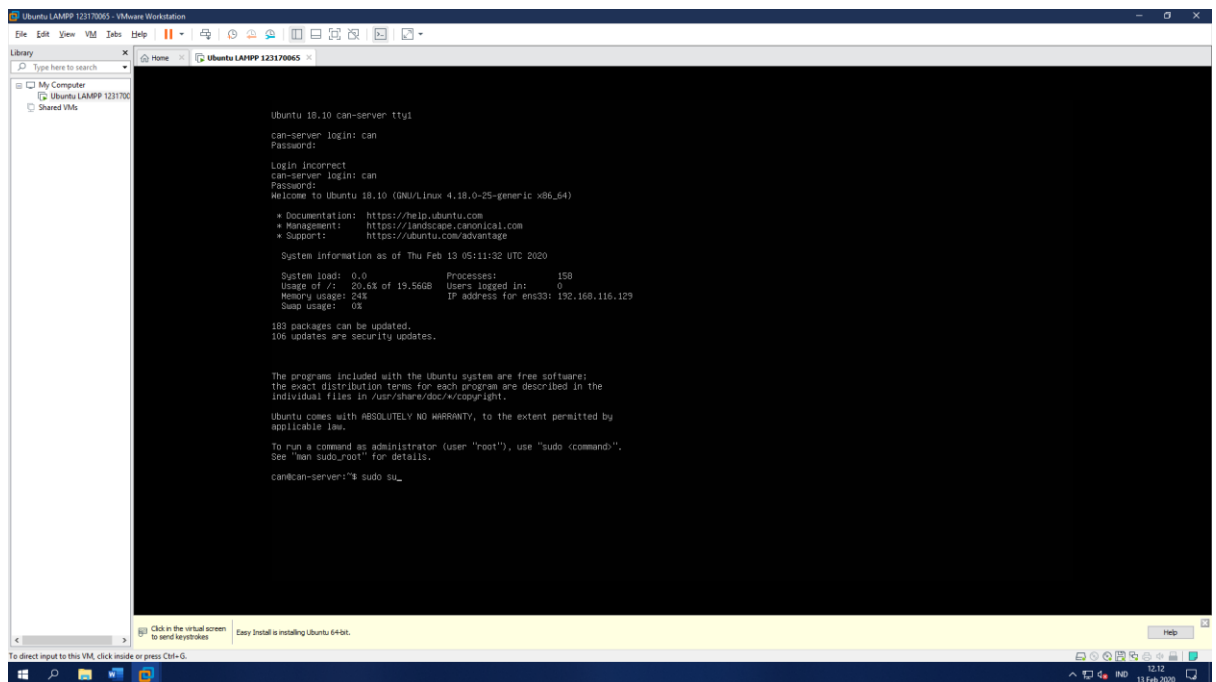 Ubuntu LAMPP 123170065 - VMware Workstation
File Edit View VM Tabs Help
Library
Type here to search
My Computer
Ubuntu LAMPP 1231700
Shared VMs
Home
Ubuntu LAMPP 123170065
Ubuntu 18.10 can-server tty1
can-server login: can
Password:
Login incorrect
can-server login: can
Password:
Welcome to Ubuntu 18.10 (GNU/Linux 4.18.0-25-generic x86_64)
* Documentation: https://help.ubuntu.com
* Management: https://landscape.canonical.com
* Support: https://ubuntu.com/advantage
System information as of Thu Feb 13 05:11:32 UTC 2020
System load: 0.0 Processes: 158
Usage of /: 20.6% of 19.56GB Users logged in: 0
Memory usage: 24% IP address for ens33: 192.168.116.129
Swap usage: 0%
183 packages can be updated.
106 updates are security updates.
The programs included with the Ubuntu system are free software;
the exact distribution terms for each program are described in the
individual files in /usr/share/doc/*/copyright.
Ubuntu comes with ABSOLUTELY NO WARRANTY, to the extent permitted by
applicable law.
To run a command as administrator (user "root"), use "sudo <command>".
See "man sudo_root" for details.
can@can-server:~$ sudo su_
Click in the virtual screen
to send keystrokes
Easy Install is installing Ubuntu 64-bit.
Help
To direct input to this VM, click inside or press Ctrl+G.
IND
12.12
13 Feb 2020